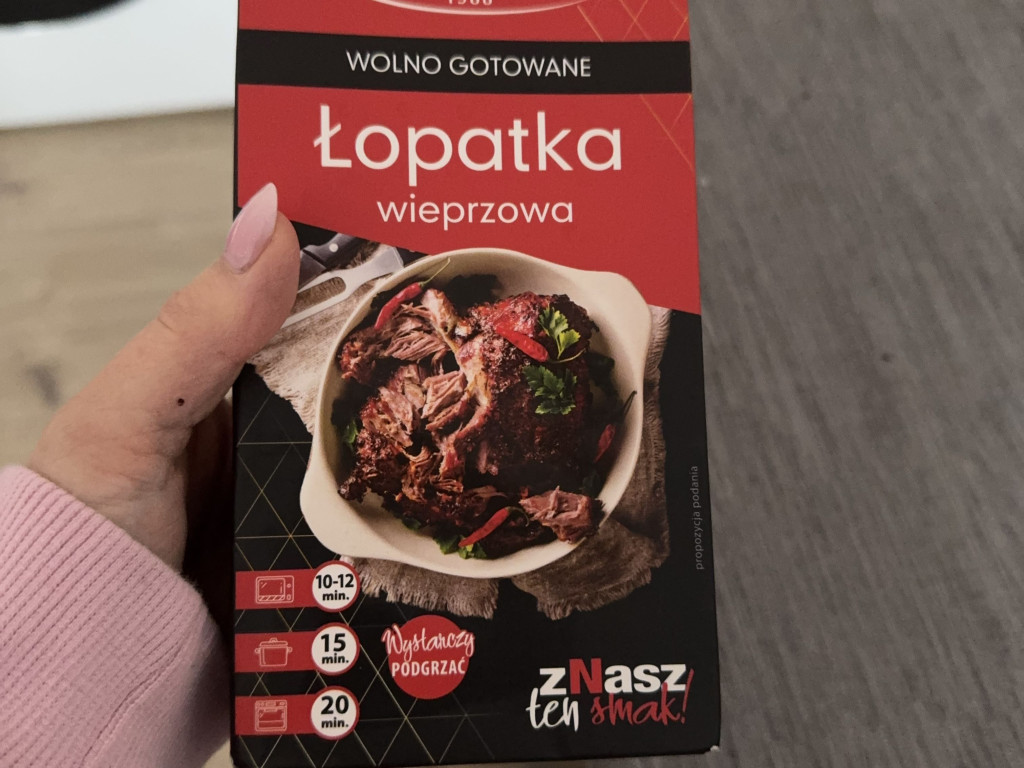 WOLNO GOTOWANE
Łopatka
wieprzowa
propozycja podania
10-12
min.
15
min.
20
min.
Wystarczy
PODGRZAĆ
zNasz
ten smak!